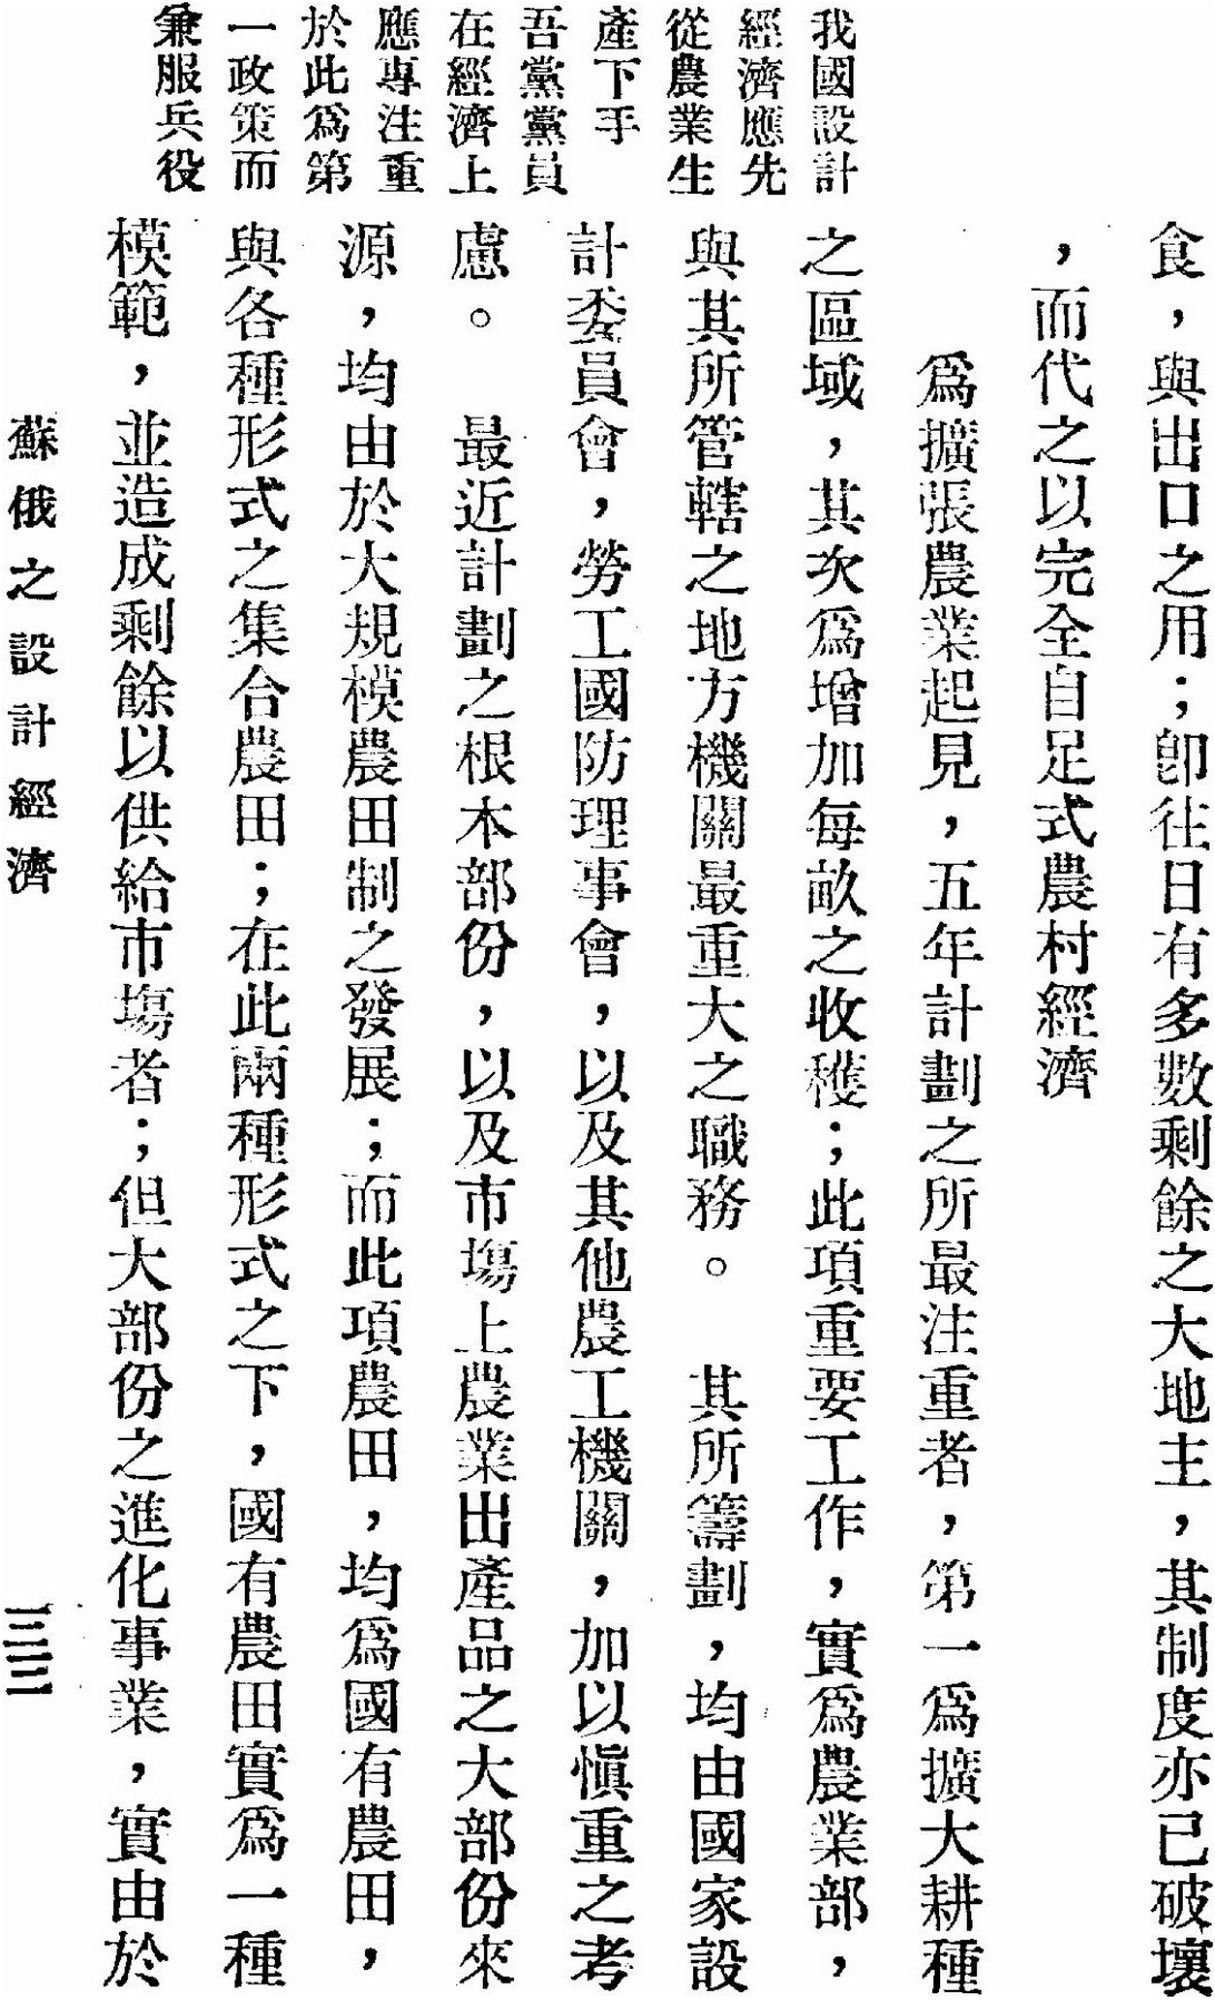 我國設計
經濟應先
從農業生
產下手
吾黨黨員
在經濟上
應專注重
於此爲第
一政策而
兼服兵役
食，與出口之用；卽往日有多數剩餘之大地主，其制度亦已破壞
，而代之以完全自足式農村經濟
爲擴張農業起見，五年計劃之所最注重者，第一爲擴大耕種
之區域，其次爲增加每畝之收穫；此項重要工作，實爲農業部，
與其所管轄之地方機關最重大之職務。　其所籌劃，均由國家設
計委員會，勞工國防理事會，以及其他農工機關，加以愼重之考
慮。　最近計劃之根本部份，以及市塲上農業出產品之大部份來
源，均由於大規模農田制之發展；而此項農田，均爲國有農田，
與各種形式之集合農田；在此兩種形式之下，國有農田實爲一種
模範，並造成剩餘以供給市塲者；但大部份之進化事業，實由於
蘇俄之設計經濟
三三